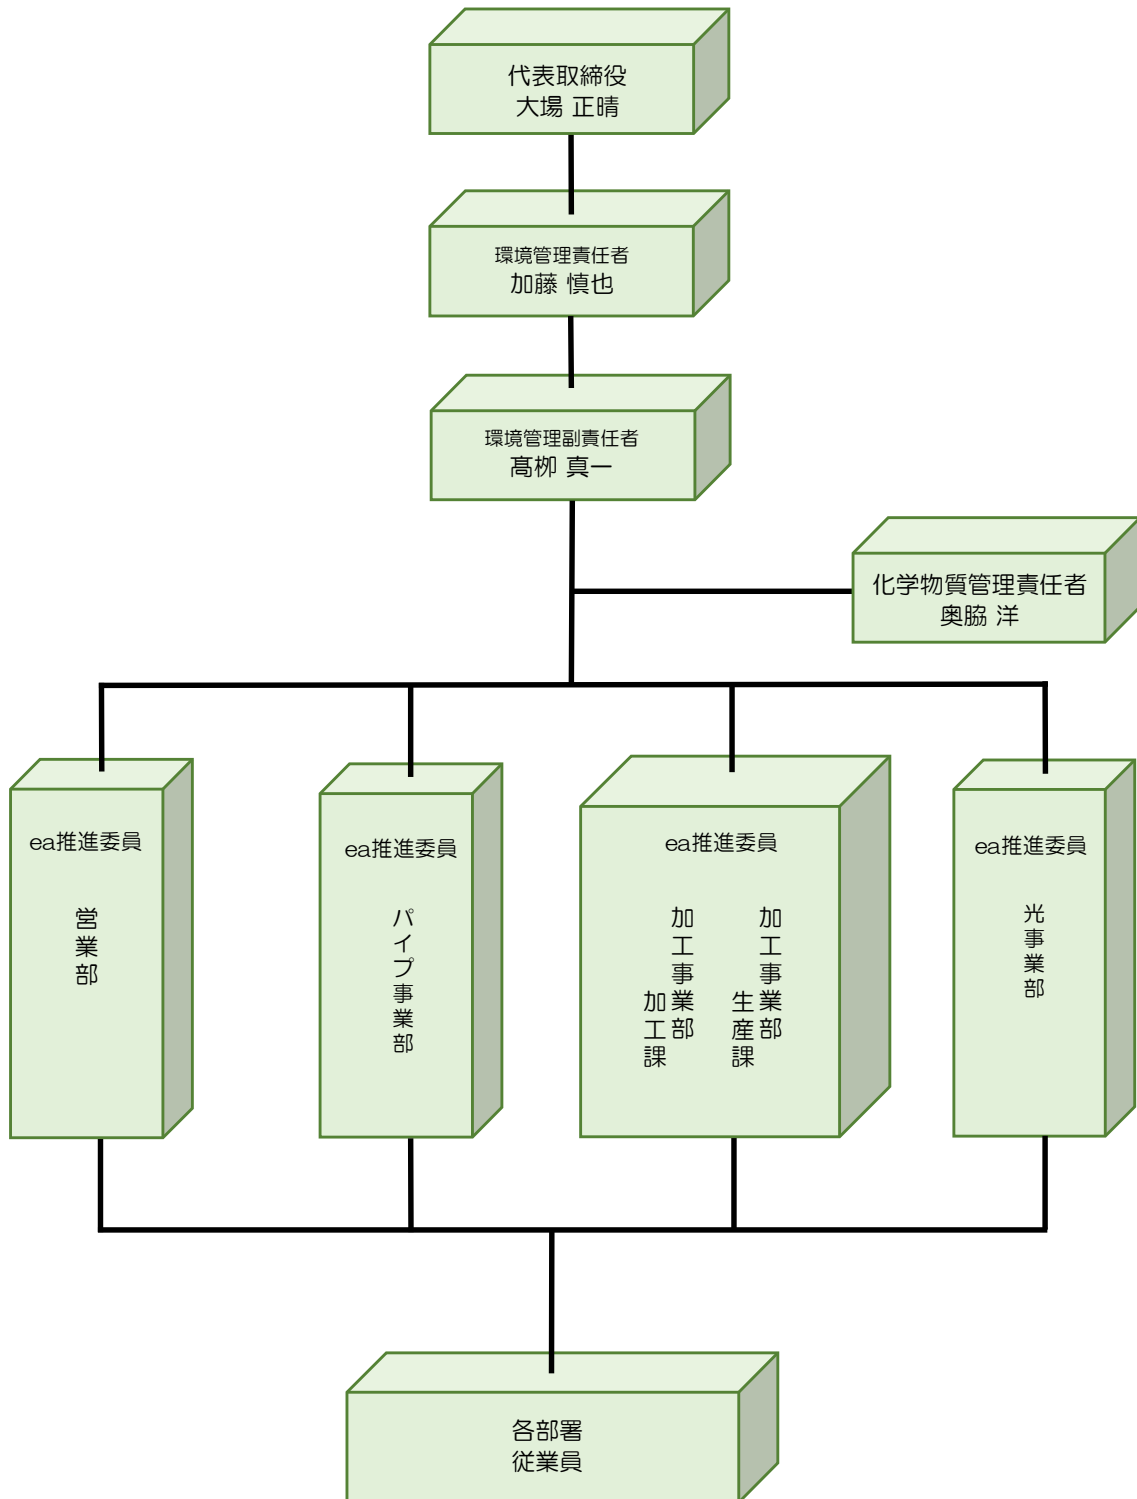 代表取締役
大場 正晴
環境管理責任者
加藤 慎也
環境管理副責任者
髙栁 真一
化学物質管理責任者
奥脇 洋
ea推進委員
営業部
ea推進委員
パイプ事業部
ea推進委員
加工事業部
生産課
加工事業部
加工課
ea推進委員
光事業部
各部署
従業員